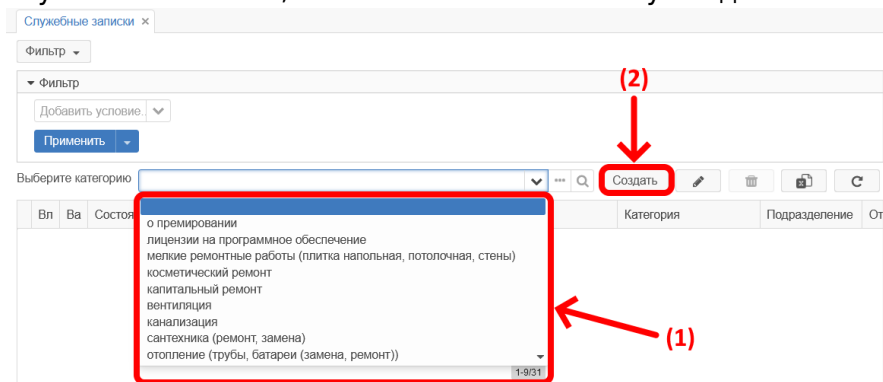 Служебные записки ×
Фильтр
Фильтр
(2)
Добавить условие.
Применить
Выберите категорию
Создать
Вл Ва Состоя Категория Подразделение От
о премировании
лицензии на программное обеспечение
мелкие ремонтные работы (плитка напольная, потолочная, стены)
косметический ремонт
капитальный ремонт
вентиляция
канализация
сантехника (ремонт, замена)
(1)
отопление (трубы, батареи (замена, ремонт))
1-9/31